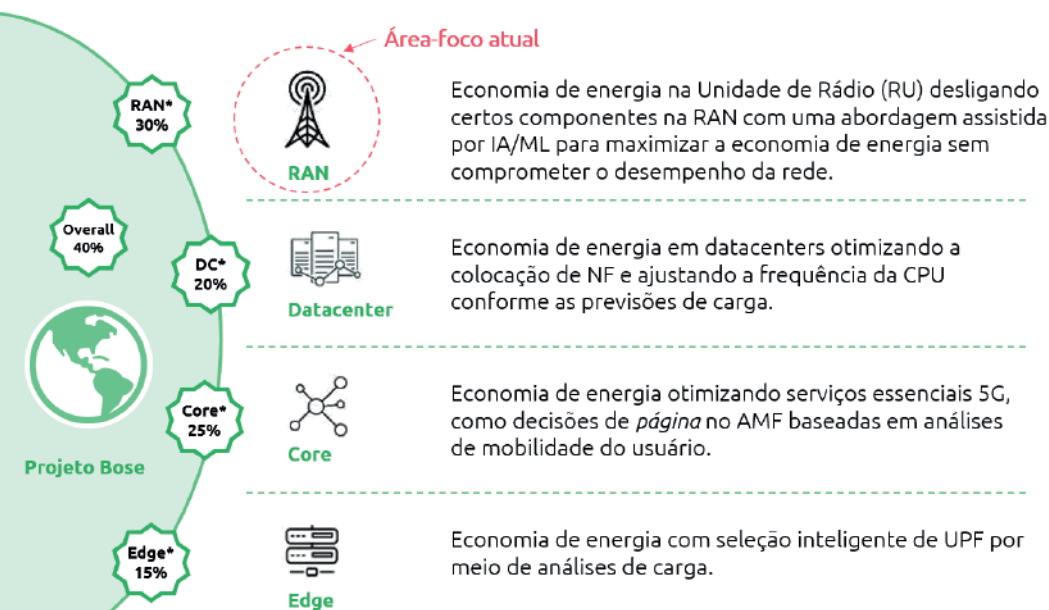 Área-foco atual
RAN*
30%
RAN
Economia de energia na Unidade de Rádio (RU) desligando
certos componentes na RAN com uma abordagem assistida
por IA/ML para maximizar a economia de energia sem
comprometer o desempenho da rede.
Overall
40%
DC*
20%
Datacenter
Economia de energia em datacenters otimizando a
colocação de NF e ajustando a frequência da CPU
conforme as previsões de carga.
Projeto Bose
Core*
25%
Core
Economia de energia otimizando serviços essenciais 5G,
como decisões de página no AMF baseadas em análises
de mobilidade do usuário.
Edge*
15%
Edge
Economia de energia com seleção inteligente de UPF por
meio de análises de carga.